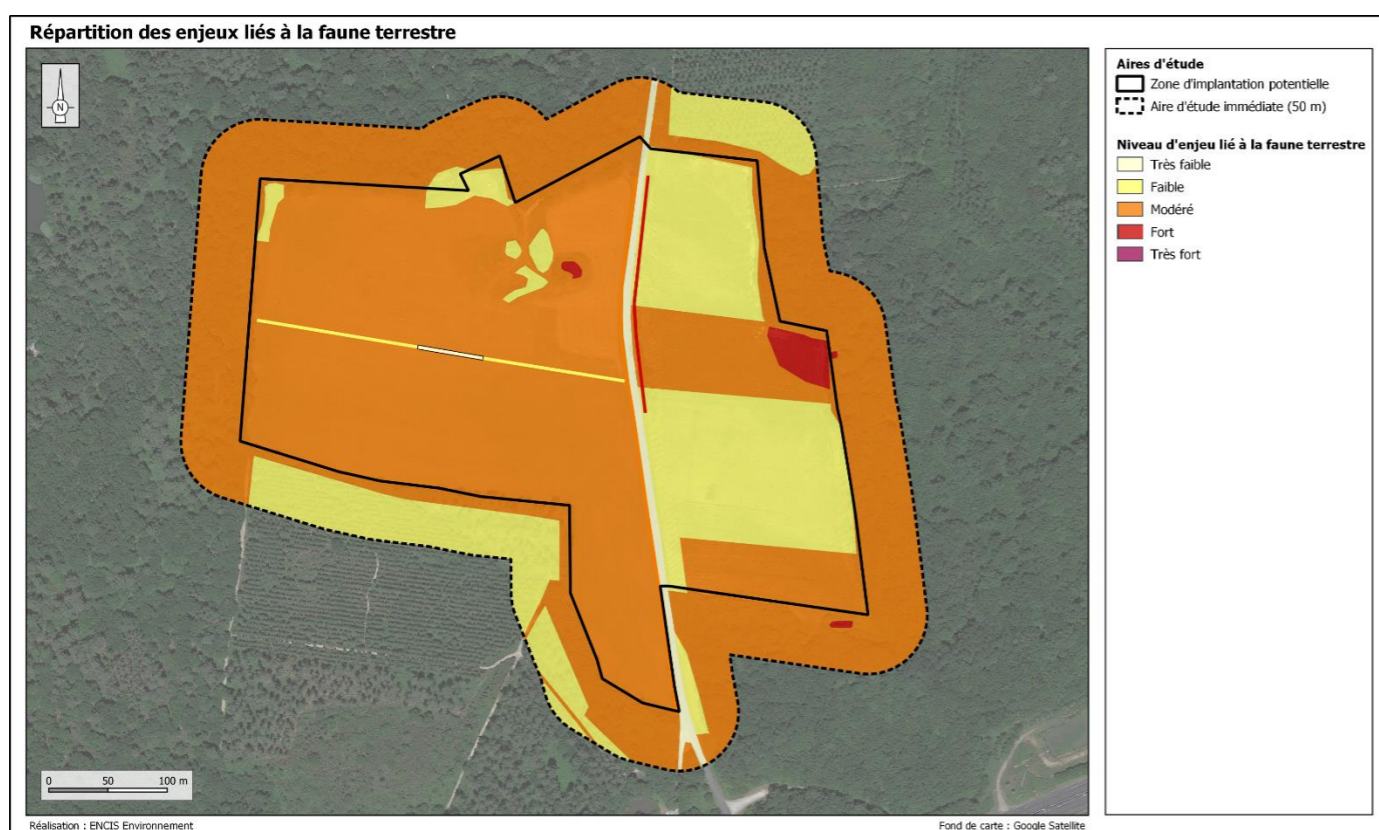 Répartition des enjeux liés à la faune terrestre
N
0 50 100 m
Réalisation : ENCIS Environnement
Fond de carte : Google Satellite
Aires d'étude
Zone d'implantation potentielle
Aire d'étude immédiate (50 m)
Niveau d'enjeu lié à la faune terrestre
Très faible
Faible
Modéré
Fort
Très fort